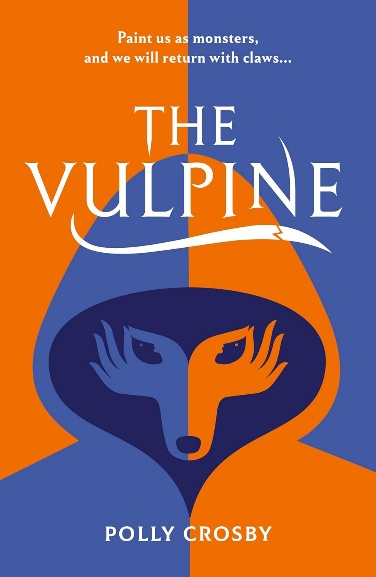 Paint us as monsters,
and we will return with claws...
THE
VULPINE
POLLY CROSBY